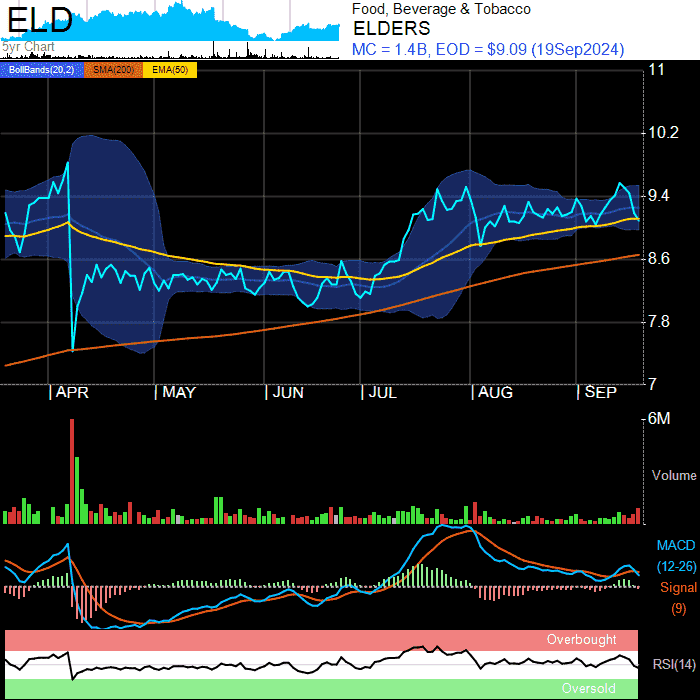 ELD
5yr Chart
Food, Beverage & Tobacco
ELDERS
MC = 1.4B, EOD = $9.09 (19Sep2024)
BollBands(20,2) SMA(200) EMA(50)
11
10.2
9.4
8.6
7.8
7
APR MAY JUN JUL AUG SEP
6M
Volume
MACD
(12-26)
Signal
(9)
Overbought
RSI(14)
Oversold